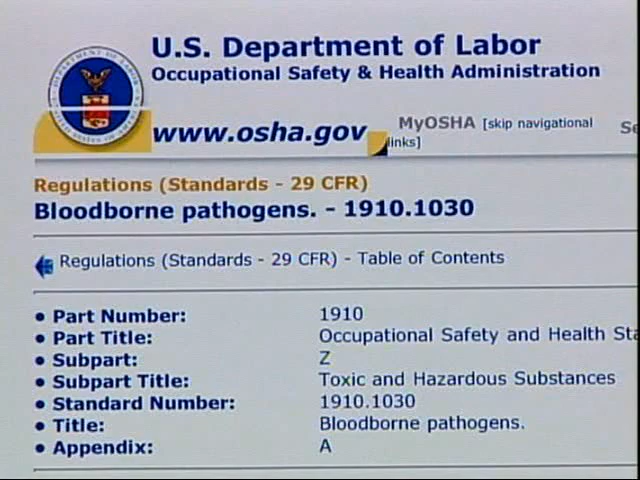 U.S. Department of Labor
Occupational Safety & Health Administration
www.osha.gov
MyOSHA [skip navigational
links]
Regulations (Standards - 29 CFR)
Bloodborne pathogens. - 1910.1030
Regulations (Standards - 29 CFR) - Table of Contents
• Part Number: 1910
• Part Title: Occupational Safety and Health
• Subpart: Z
• Subpart Title: Toxic and Hazardous Substances
• Standard Number: 1910.1030
• Title: Bloodborne pathogens.
• Appendix: A